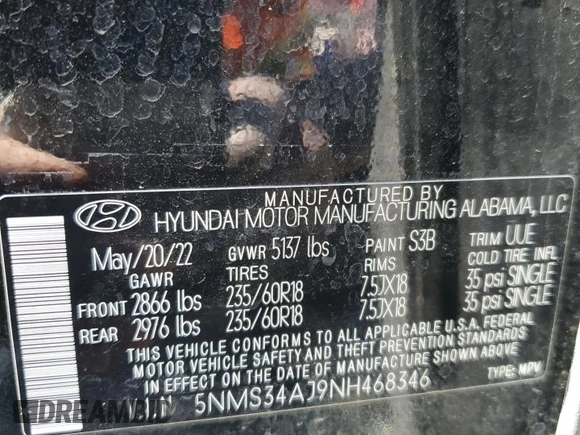 MANUFACTURED BY
HYUNDAI MOTOR MANUFACTURING ALABAMA, LLC
May/20/22 GVWR 5137 lbs PAINT S3B TRIM UUE
GAWR TIRES RIMS COLD TIRE INFL
FRONT 2866 lbs 235/60R18 7.5JX18 35 psi SINGLE
REAR 2976 lbs 235/60R18 7.5JX18 35 psi SINGLE
THIS VEHICLE CONFORMS TO ALL APPLICABLE U.S.A. FEDERAL
MOTOR VEHICLE SAFETY AND THEFT PREVENTION STANDARDS IN
EFFECT ON THE DATE OF MANUFACTURE SHOWN ABOVE.
5NMS34AJ9NH468346 TYPE: MPV
DREAMBID